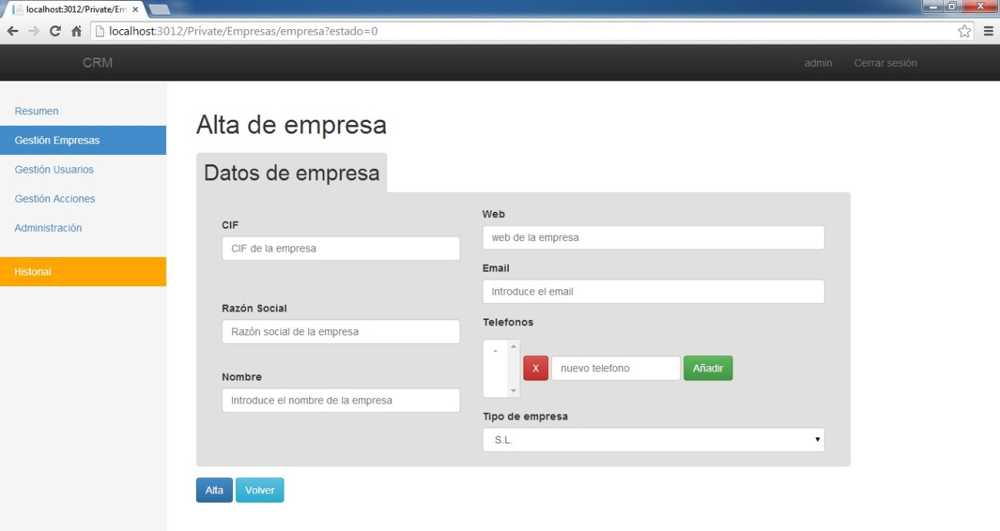 localhost:3012/Private/Em
localhost:3012/Private/Empresas/empresa?estado=0
CRM
admin
Cerrar sesión
Resumen
Gestión Empresas
Gestión Usuarios
Gestión Acciones
Administración
Historial
Alta de empresa
Datos de empresa
CIF
CIF de la empresa
Razón Social
Razón social de la empresa
Nombre
Introduce el nombre de la empresa
Web
web de la empresa
Email
Introduce el email
Telefonos
-
X
nuevo telefono
Añadir
Tipo de empresa
S.L.
Alta
Volver